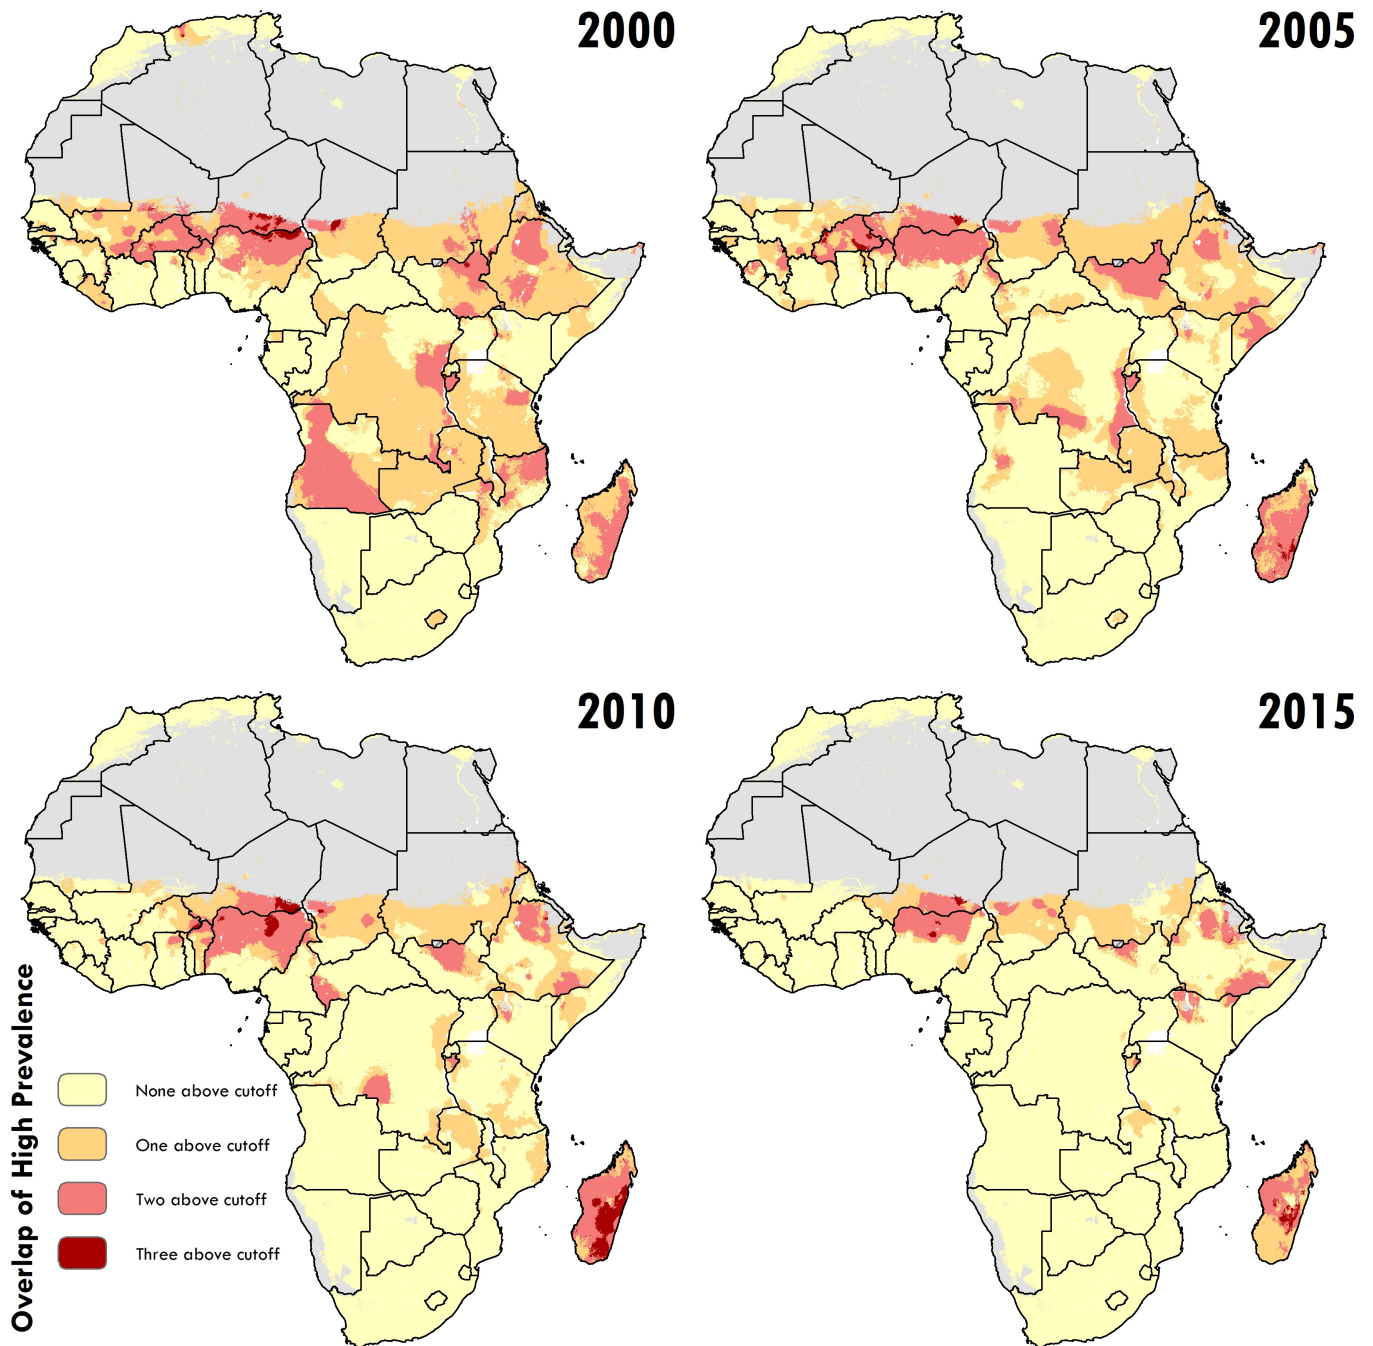 2000
2005
2010
2015
Overlap of High Prevalence
None above cutoff
One above cutoff
Two above cutoff
Three above cutoff